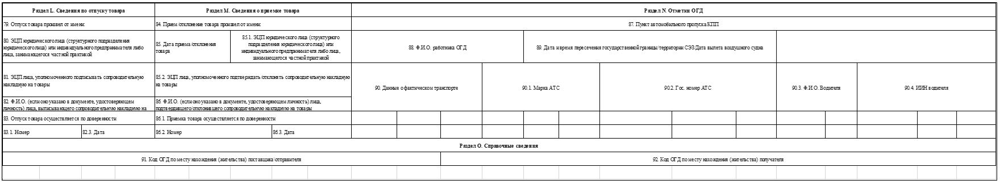 Раздел L. Сведения по отпуску товара
Раздел M. Сведения о приемке товара
Раздел N. Отметки ОГД
79. Отпуск товара произвел от имени:
84. Прием/отклонение товара произвел от имени:
87. Пункт автомобильного пропуска/КПП
80. ЭЦП юридического лица (структурного подразделения
юридического лица) или индивидуального предпринимателя либо
лица, занимающегося частной практикой
85. Дата приема/отклонения
товара
85.1. ЭЦП юридического лица (структурного
подразделения юридического лица) или
индивидуального предпринимателя либо лица,
занимающегося частной практикой
88. Ф.И.О. работника ОГД
89. Дата и время пересечения государственной границы/территории СЭЗ/Дата вылета воздушного судна
81. ЭЦП лица, уполномоченного подписывать сопроводительную
накладную на товары
85.2. ЭЦП лица, уполномоченного подтверждать/отклонять сопроводительную накладную
на товары
90. Данные о фактическом транспорте
90.1. Марка АТС
90.2. Гос. номер АТС
90.3. Ф.И.О. Водителя
90.4. ИИН водителя
82. Ф.И.О. (если оно указано в документе, удостоверяющем
личность) лица, выписывающего сопроводительную накладную на
86. Ф.И.О. (если оно указано в документе, удостоверяющем личность) лица,
подтвердившего/отклонившего сопроводительную накладную на товары
83. Отпуск товара осуществляется по доверенности
86.1. Приемка товара осуществляется по доверенности
83.1. Номер
82.3. Дата
86.2. Номер
86.3. Дата
Раздел О. Справочные сведения
91. Код ОГД по месту нахождения (жительства) поставщика/отправителя
92. Код ОГД по месту нахождения (жительства) получателя